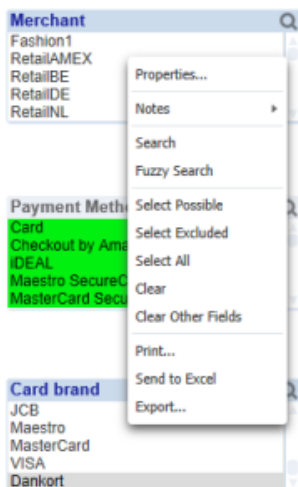 Merchant
Fashion1
RetailAMEX
RetailBE
RetailDE
RetailNL
Properties...
Notes
Search
Fuzzy Search
Select Possible
Select Excluded
Select All
Clear
Clear Other Fields
Print...
Send to Excel
Export...
Payment Meth
Card
Checkout by Ama
iDEAL
Maestro SecureC
MasterCard Secu
Card brand
JCB
Maestro
MasterCard
VISA
Dankort